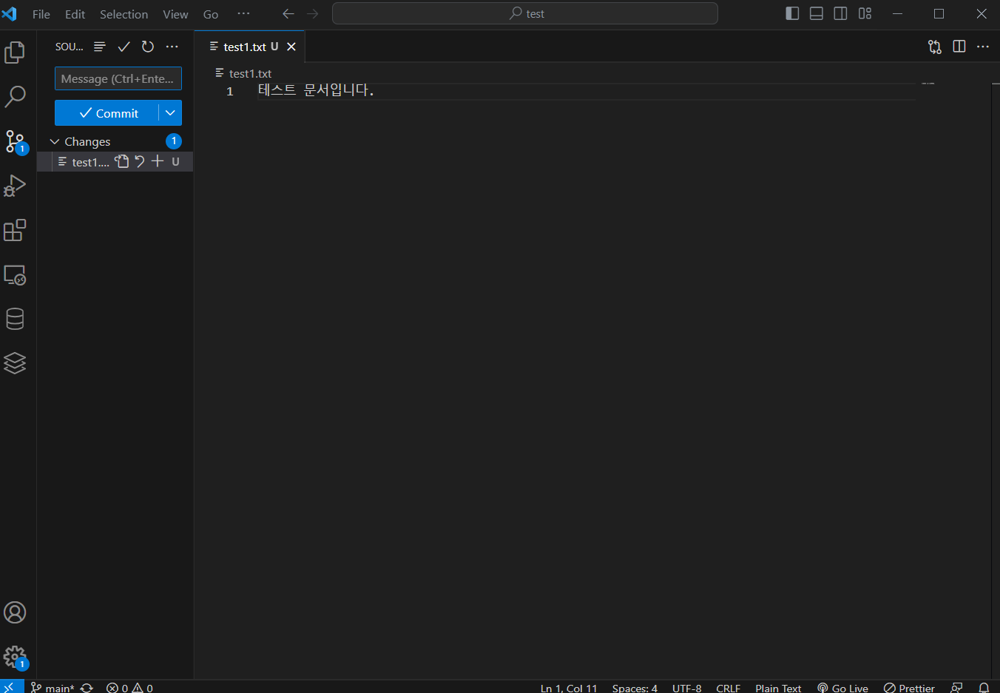 File Edit Selection View Go ··· test
SOU... ···
test1.txt U
Message (Ctrl+Ente...
test1.txt
1 테스트 문서입니다.
Commit
Changes 1
test1.... U
1
1
main* 0 0 Ln 1, Col 11 Spaces: 4 UTF-8 CRLF Plain Text Go Live Prettier